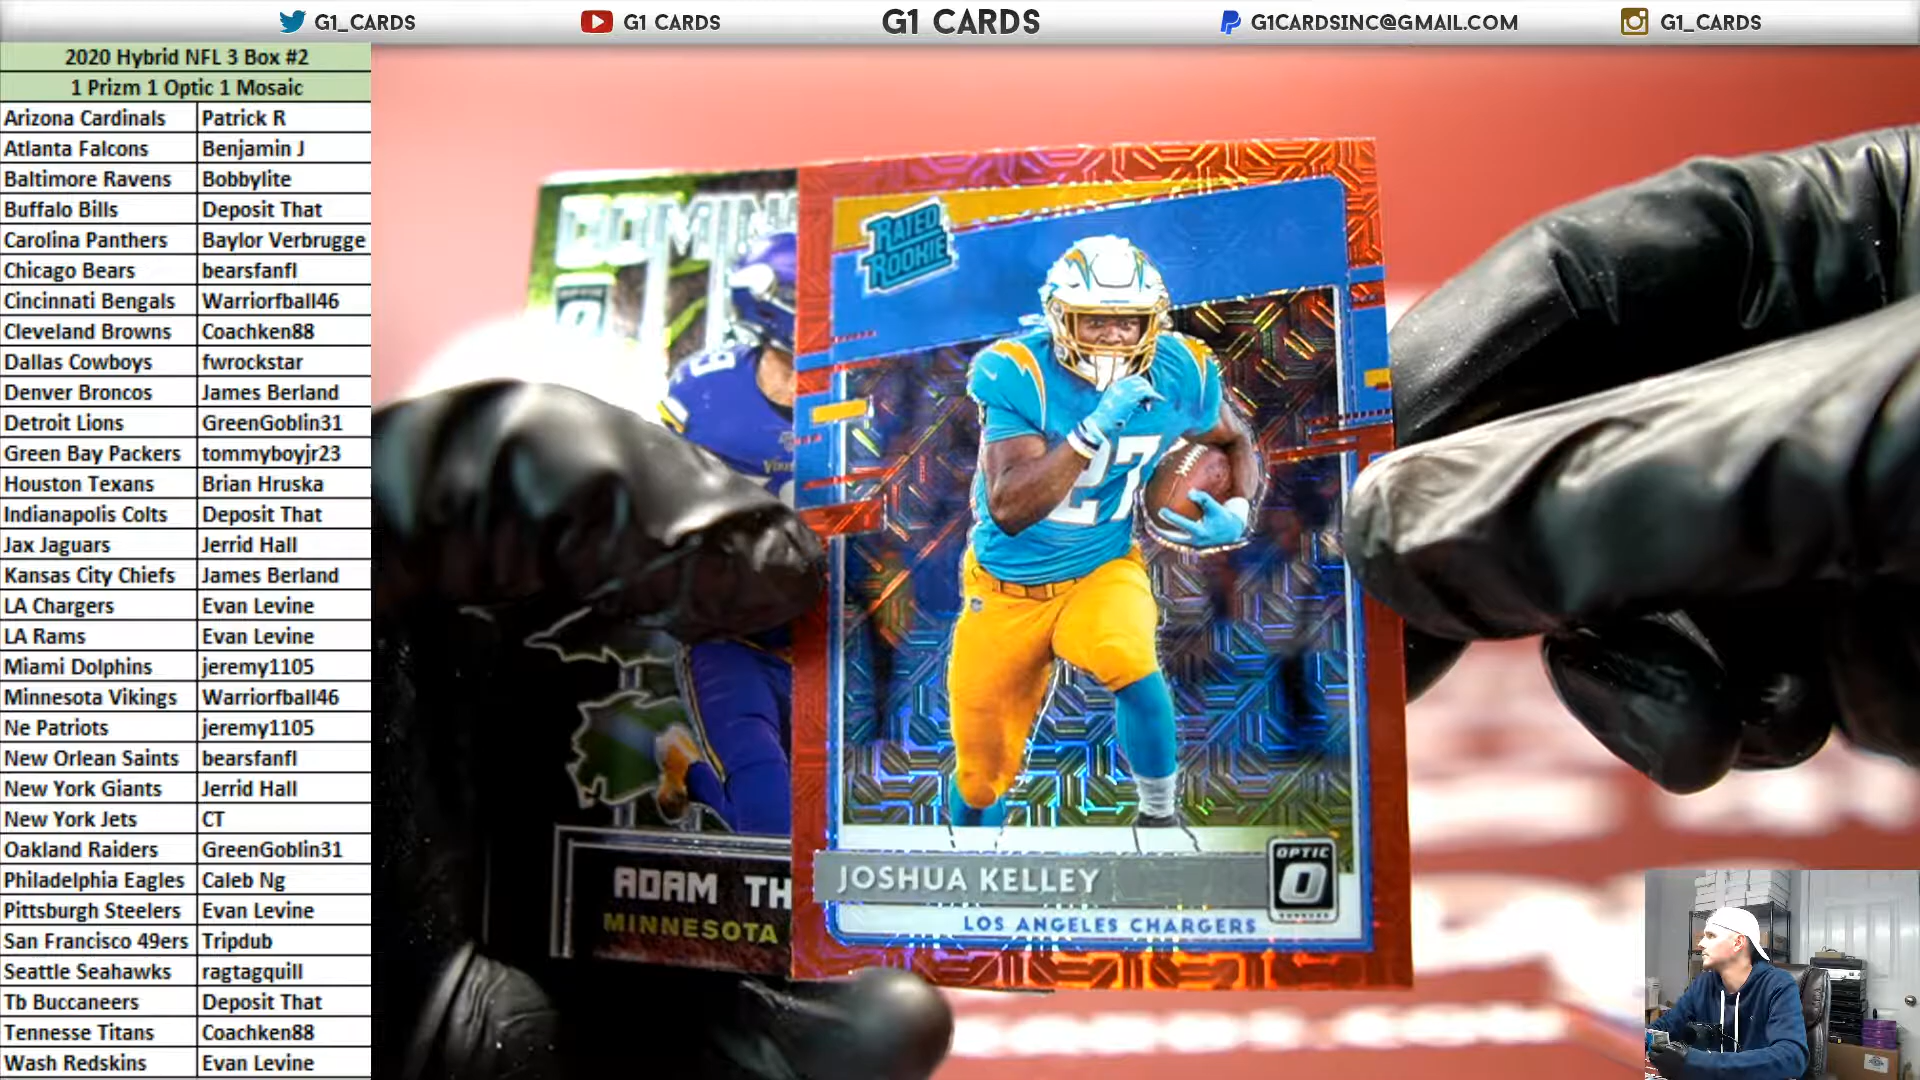 G1_CARDS
G1 CARDS
G1 CARDS
G1CARDSINC@GMAIL.COM
G1_CARDS
2020 Hybrid NFL 3 Box #2
1 Prizm 1 Optic 1 Mosaic
Arizona Cardinals Patrick R
Atlanta Falcons Benjamin J
Baltimore Ravens Bobbylite
Buffalo Bills Deposit That
Carolina Panthers Baylor Verbrugge
Chicago Bears bearsfanfl
Cincinnati Bengals Warriorfball46
Cleveland Browns Coachken88
Dallas Cowboys fwrockstar
Denver Broncos James Berland
Detroit Lions GreenGoblin31
Green Bay Packers tommyboyjr23
Houston Texans Brian Hruska
Indianapolis Colts Deposit That
Jax Jaguars Jerrid Hall
Kansas City Chiefs James Berland
LA Chargers Evan Levine
LA Rams Evan Levine
Miami Dolphins jeremy1105
Minnesota Vikings Warriorfball46
Ne Patriots jeremy1105
New Orlean Saints bearsfanfl
New York Giants Jerrid Hall
New York Jets CT
Oakland Raiders GreenGoblin31
Philadelphia Eagles Caleb Ng
Pittsburgh Steelers Evan Levine
San Francisco 49ers Tripdub
Seattle Seahawks ragtagquill
Tb Buccaneers Deposit That
Tennesse Titans Coachken88
Wash Redskins Evan Levine
RATED
ROOKIE
27
JOSHUA KELLEY
OPTIC
LOS ANGELES CHARGERS
ADAM TH
MINNESOTA